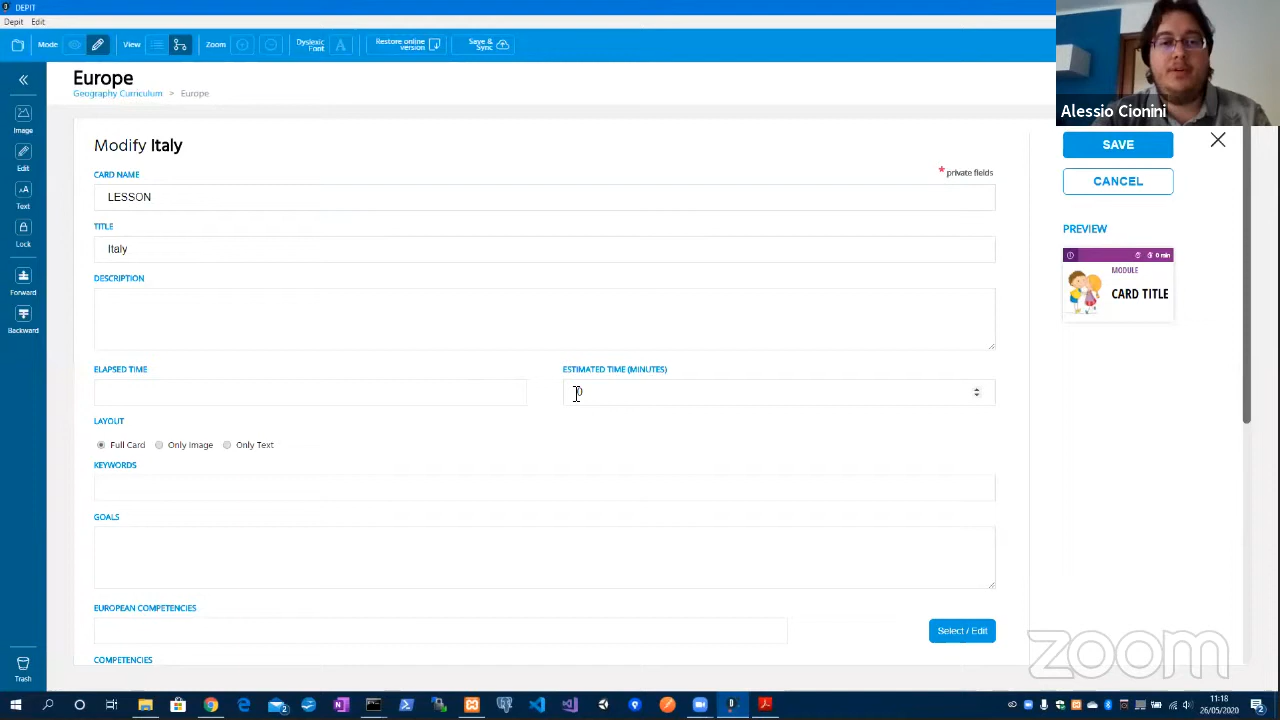 DEPIT
Depit Edit
Mode
View
Zoom
Dyslexic
Font
A
Restore online
version
Save &
Sync
Alessio Cionini
Europe
Geography Curriculum > Europe
Image
Edit
Text
Lock
Forward
Backward
Trash
Modify Italy
CARD NAME
* private fields
LESSON
TITLE
Italy
DESCRIPTION
ELAPSED TIME
ESTIMATED TIME (MINUTES)
0
LAYOUT
Full Card Only Image Only Text
KEYWORDS
GOALS
EUROPEAN COMPETENCIES
Select / Edit
COMPETENCIES
SAVE
CANCEL
PREVIEW
0 min
MODULE
CARD TITLE
zoom
11:18
26/05/2020